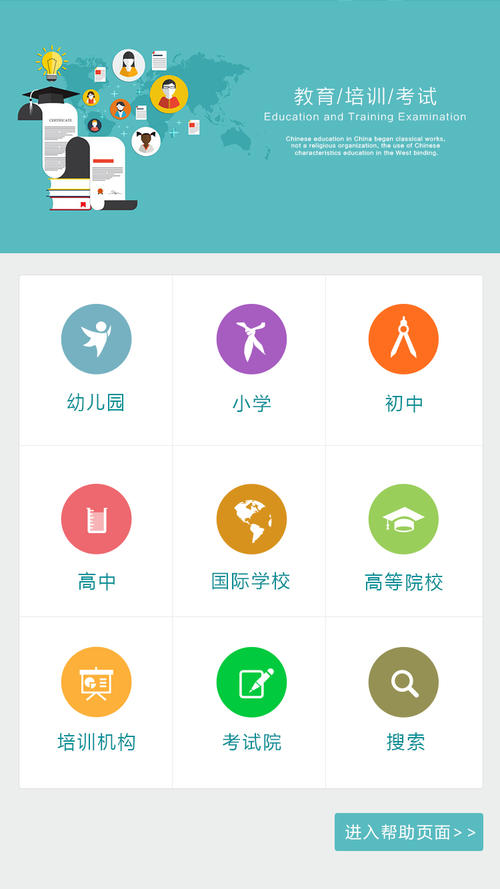 教育/培训/考试
Education and Training Examination
Chinese education in China began classical works,
not a religious organization, the use of Chinese
characteristics education in the West binding.
CERTIFICATE
幼儿园
小学
初中
高中
国际学校
高等院校
培训机构
考试院
搜索
进入帮助页面>>